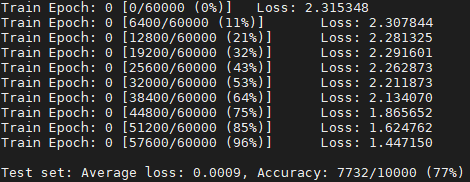 Train Epoch: 0 [0/60000 (0%)] Loss: 2.315348
Train Epoch: 0 [6400/60000 (11%)] Loss: 2.307844
Train Epoch: 0 [12800/60000 (21%)] Loss: 2.281325
Train Epoch: 0 [19200/60000 (32%)] Loss: 2.291601
Train Epoch: 0 [25600/60000 (43%)] Loss: 2.262873
Train Epoch: 0 [32000/60000 (53%)] Loss: 2.211873
Train Epoch: 0 [38400/60000 (64%)] Loss: 2.134070
Train Epoch: 0 [44800/60000 (75%)] Loss: 1.865652
Train Epoch: 0 [51200/60000 (85%)] Loss: 1.624762
Train Epoch: 0 [57600/60000 (96%)] Loss: 1.447150
Test set: Average loss: 0.0009, Accuracy: 7732/10000 (77%)